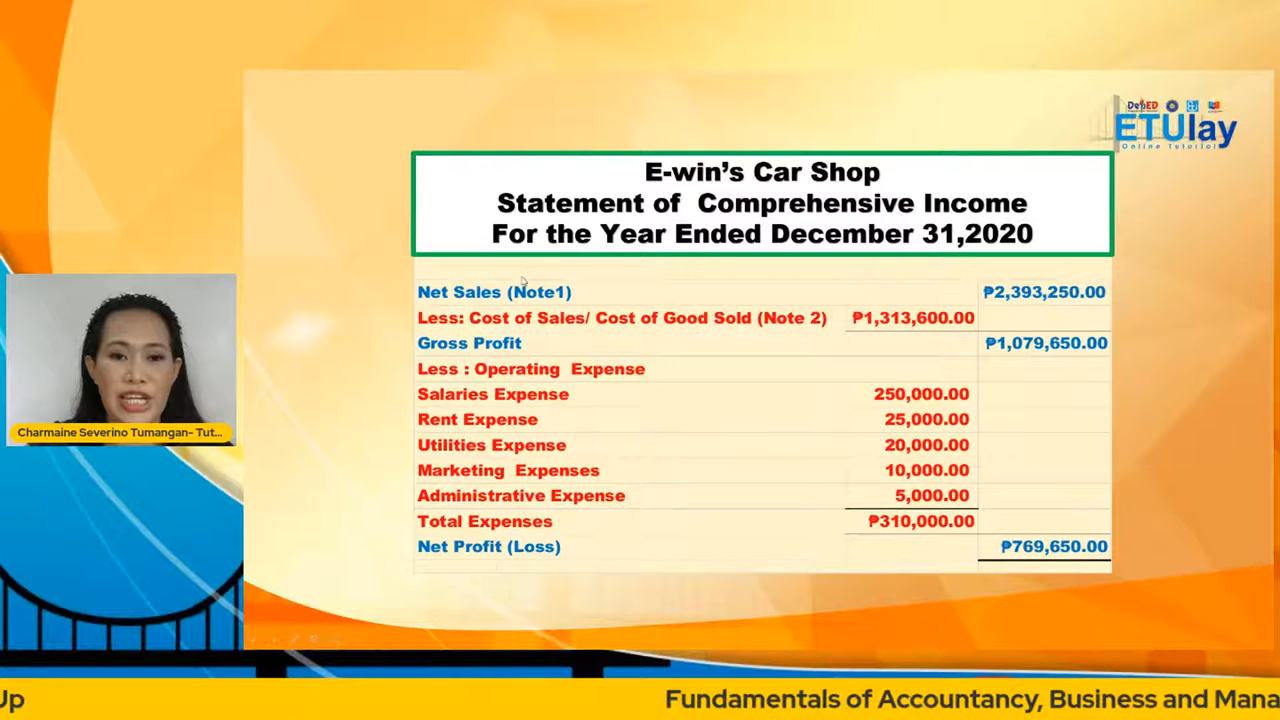 DepED
ETUlay
Online Tutorial
E-win's Car Shop
Statement of Comprehensive Income
For the Year Ended December 31,2020
Net Sales (Note1) ₱2,393,250.00
Less: Cost of Sales/ Cost of Good Sold (Note 2) ₱1,313,600.00
Gross Profit ₱1,079,650.00
Less : Operating Expense
Salaries Expense 250,000.00
Rent Expense 25,000.00
Utilities Expense 20,000.00
Marketing Expenses 10,000.00
Administrative Expense 5,000.00
Total Expenses ₱310,000.00
Net Profit (Loss) ₱769,650.00
Charmaine Severino Tumangan- Tut...
Up Fundamentals of Accountancy, Business and Mana